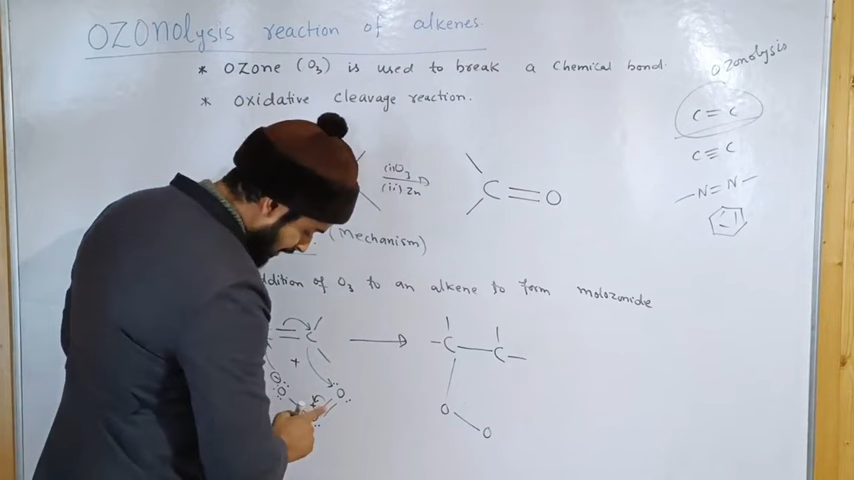 Ozonolysis reaction of alkenes.
* Ozone (O₃) is used to break a chemical bond.
* Oxidative cleavage reaction.
Ozonolysis
C=C
C≡C
–N=N–
(i) O₃
(ii) Zn
C=O
(Mechanism)
ddition of O₃ to an alkene to form molozonide
=C
C–C–
+
O O
O
O